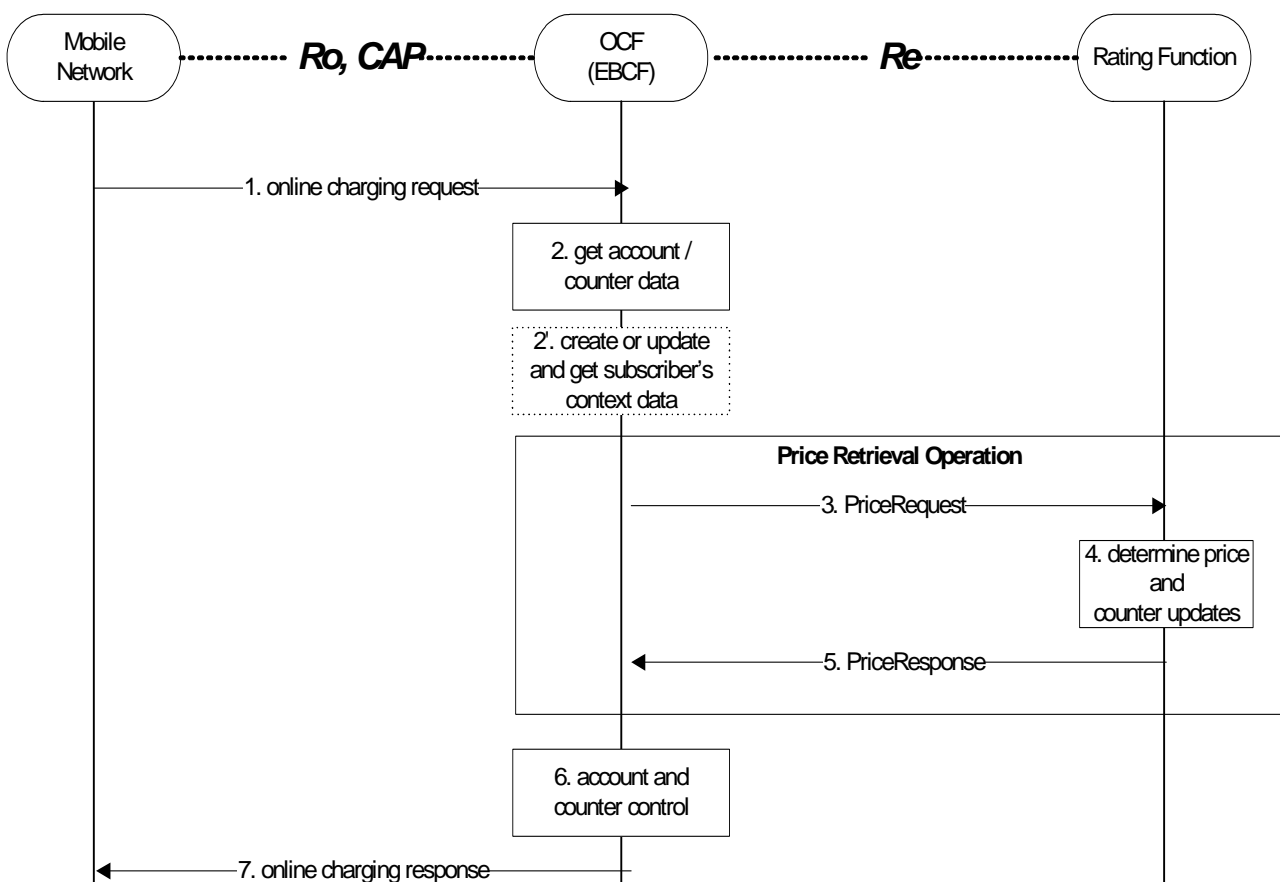 Mobile
Network
Ro, CAP
OCF
(EBCF)
Re
Rating Function
1. online charging request
2. get account /
counter data
2'. create or update
and get subscriber's
context data
Price Retrieval Operation
3. PriceRequest
4. determine price
and
counter updates
5. PriceResponse
6. account and
counter control
7. online charging response